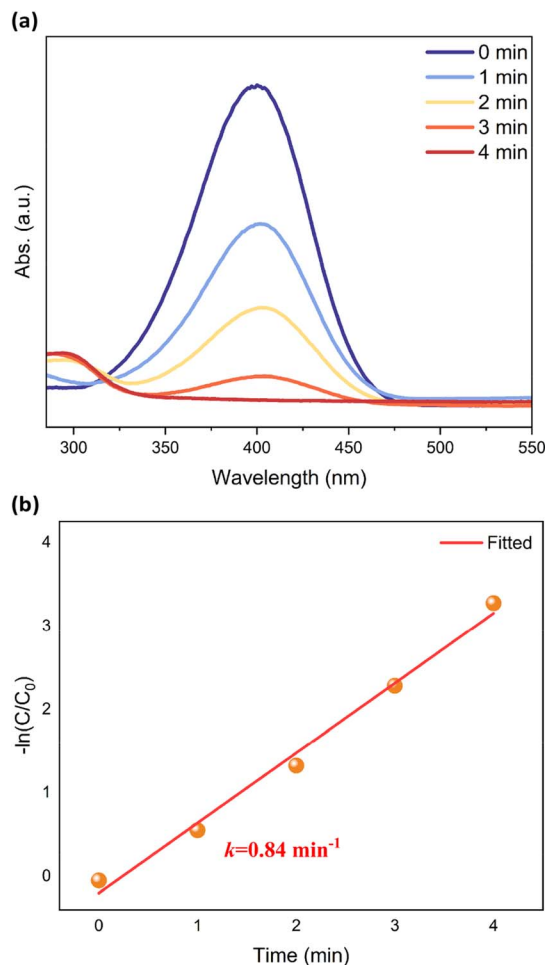 (a)
0 min
1 min
2 min
3 min
4 min
Abs. (a.u.)
300 350 400 450 500 550
Wavelength (nm)
(b)
4
Fitted
3
2
1
0
-ln(C/C₀)
k=0.84 min⁻¹
0 1 2 3 4
Time (min)